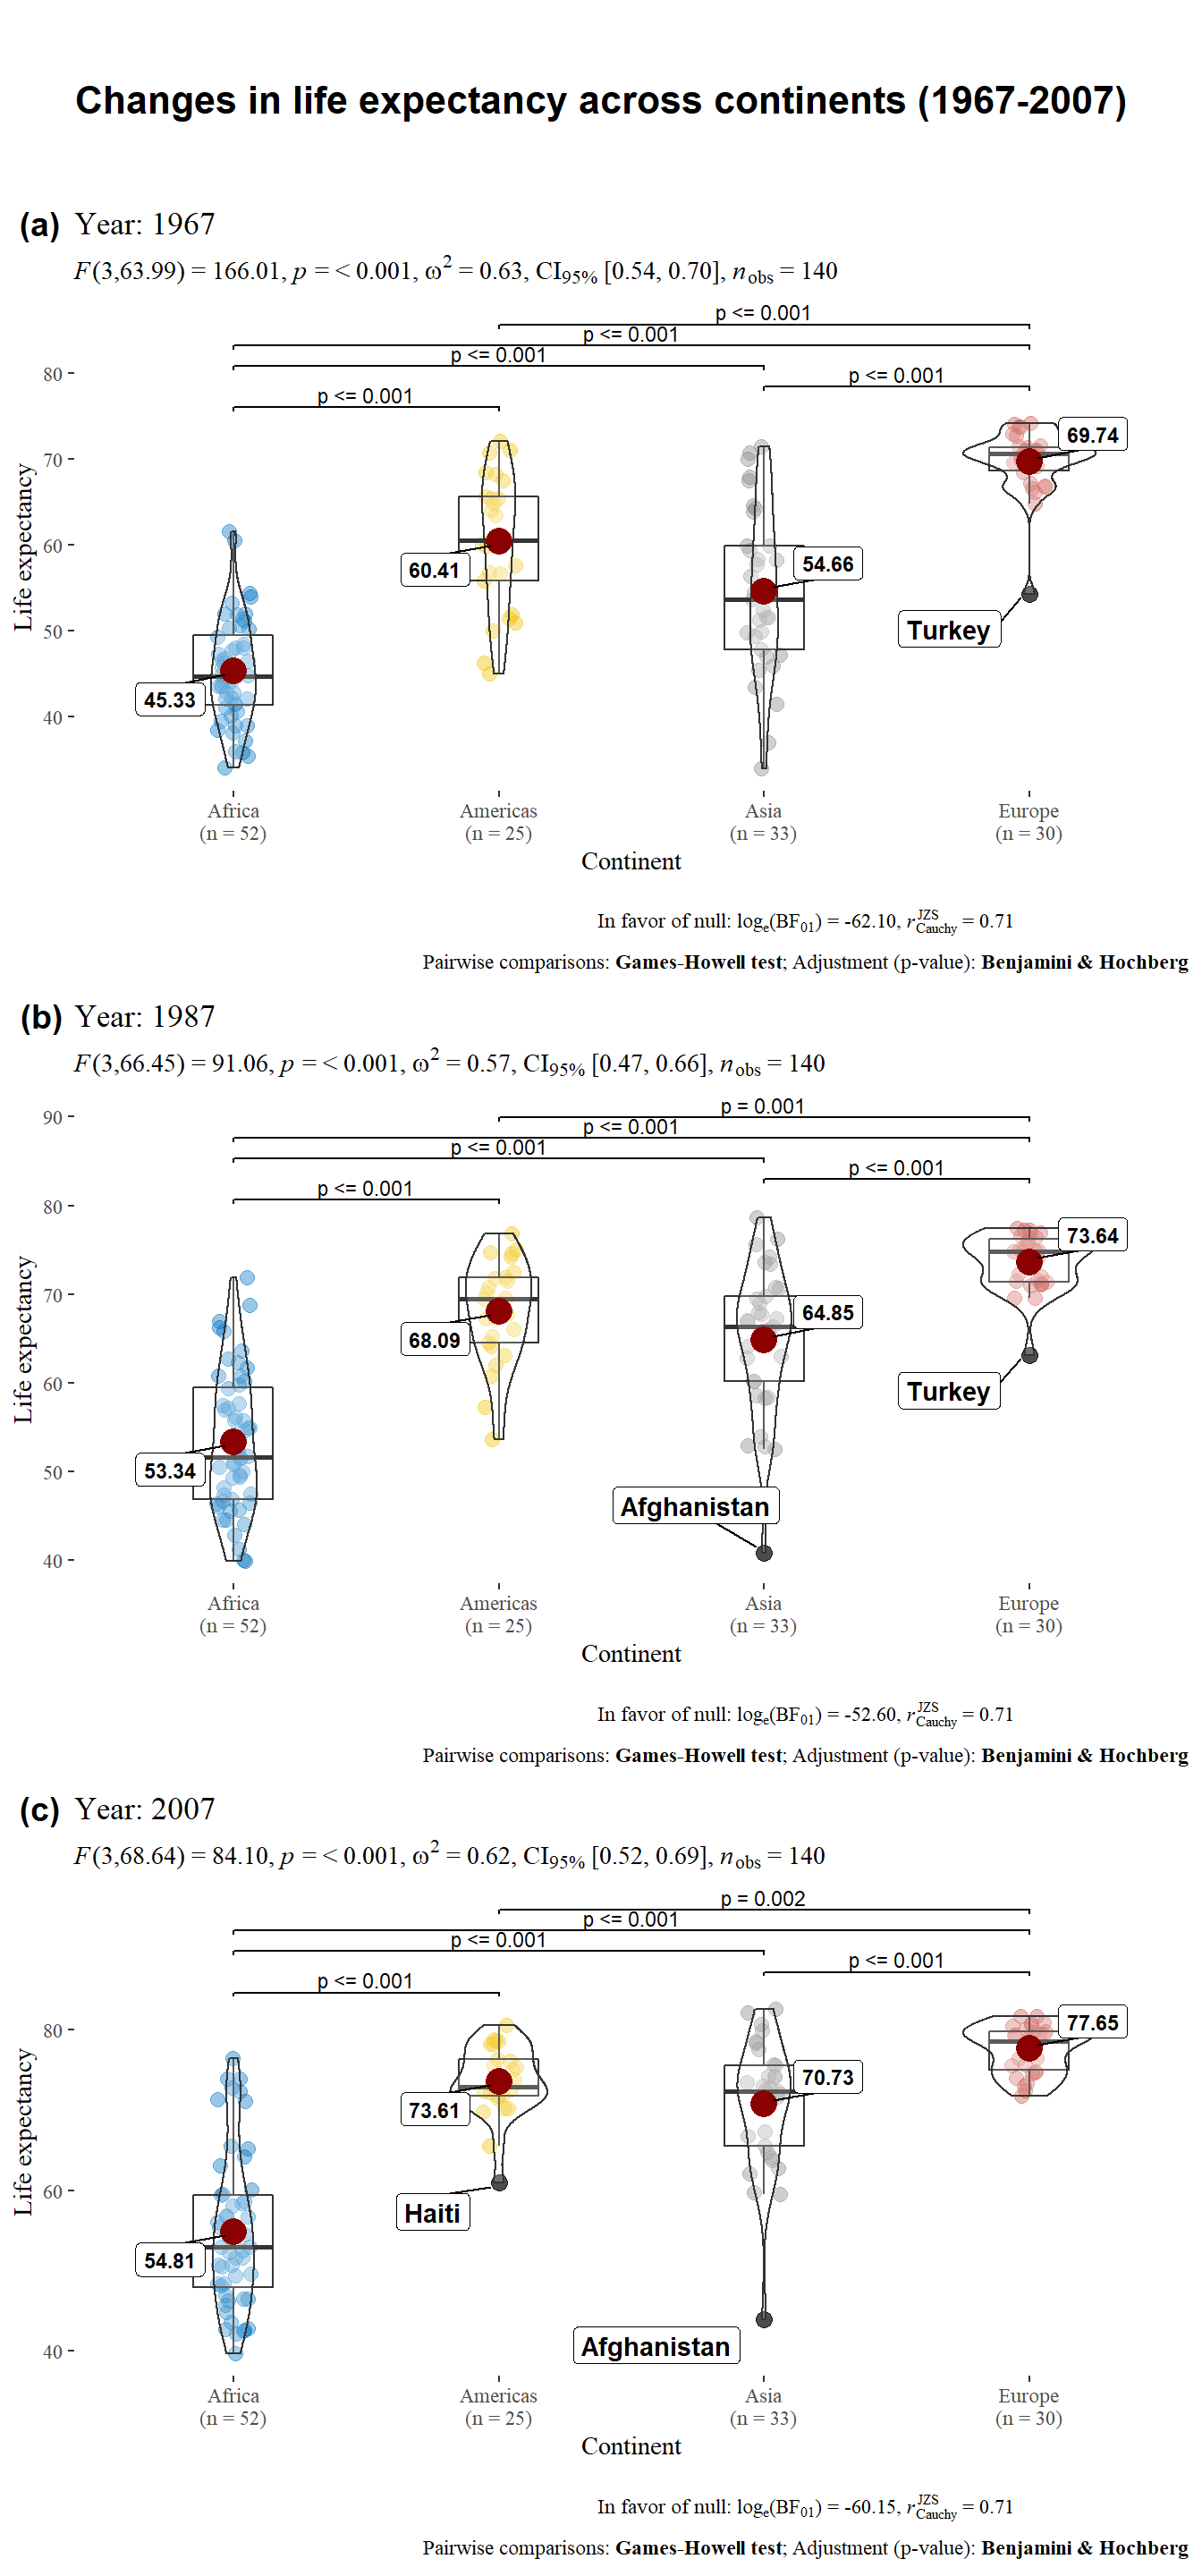 Changes in life expectancy across continents (1967-2007)
(a) Year: 1967
F(3,63.99) = 166.01, p = < 0.001, ω² = 0.63, CI95% [0.54, 0.70], nobs = 140
p <= 0.001
p <= 0.001
p <= 0.001
p <= 0.001
p <= 0.001
80
70
60
50
40
Life expectancy
69.74
60.41
54.66
Turkey
45.33
Africa
(n = 52)
Americas
(n = 25)
Asia
(n = 33)
Europe
(n = 30)
Continent
In favor of null: loge(BF01) = -62.10, rJZSCauchy = 0.71
Pairwise comparisons: Games-Howell test; Adjustment (p-value): Benjamini & Hochberg
(b) Year: 1987
F(3,66.45) = 91.06, p = < 0.001, ω² = 0.57, CI95% [0.47, 0.66], nobs = 140
p = 0.001
p <= 0.001
p <= 0.001
p <= 0.001
p <= 0.001
90
80
70
60
50
40
Life expectancy
73.64
64.85
68.09
Turkey
53.34
Afghanistan
Africa
(n = 52)
Americas
(n = 25)
Asia
(n = 33)
Europe
(n = 30)
Continent
In favor of null: loge(BF01) = -52.60, rJZSCauchy = 0.71
Pairwise comparisons: Games-Howell test; Adjustment (p-value): Benjamini & Hochberg
(c) Year: 2007
F(3,68.64) = 84.10, p = < 0.001, ω² = 0.62, CI95% [0.52, 0.69], nobs = 140
p = 0.002
p <= 0.001
p <= 0.001
p <= 0.001
p <= 0.001
80
60
40
Life expectancy
77.65
70.73
73.61
Haiti
54.81
Afghanistan
Africa
(n = 52)
Americas
(n = 25)
Asia
(n = 33)
Europe
(n = 30)
Continent
In favor of null: loge(BF01) = -60.15, rJZSCauchy = 0.71
Pairwise comparisons: Games-Howell test; Adjustment (p-value): Benjamini & Hochberg